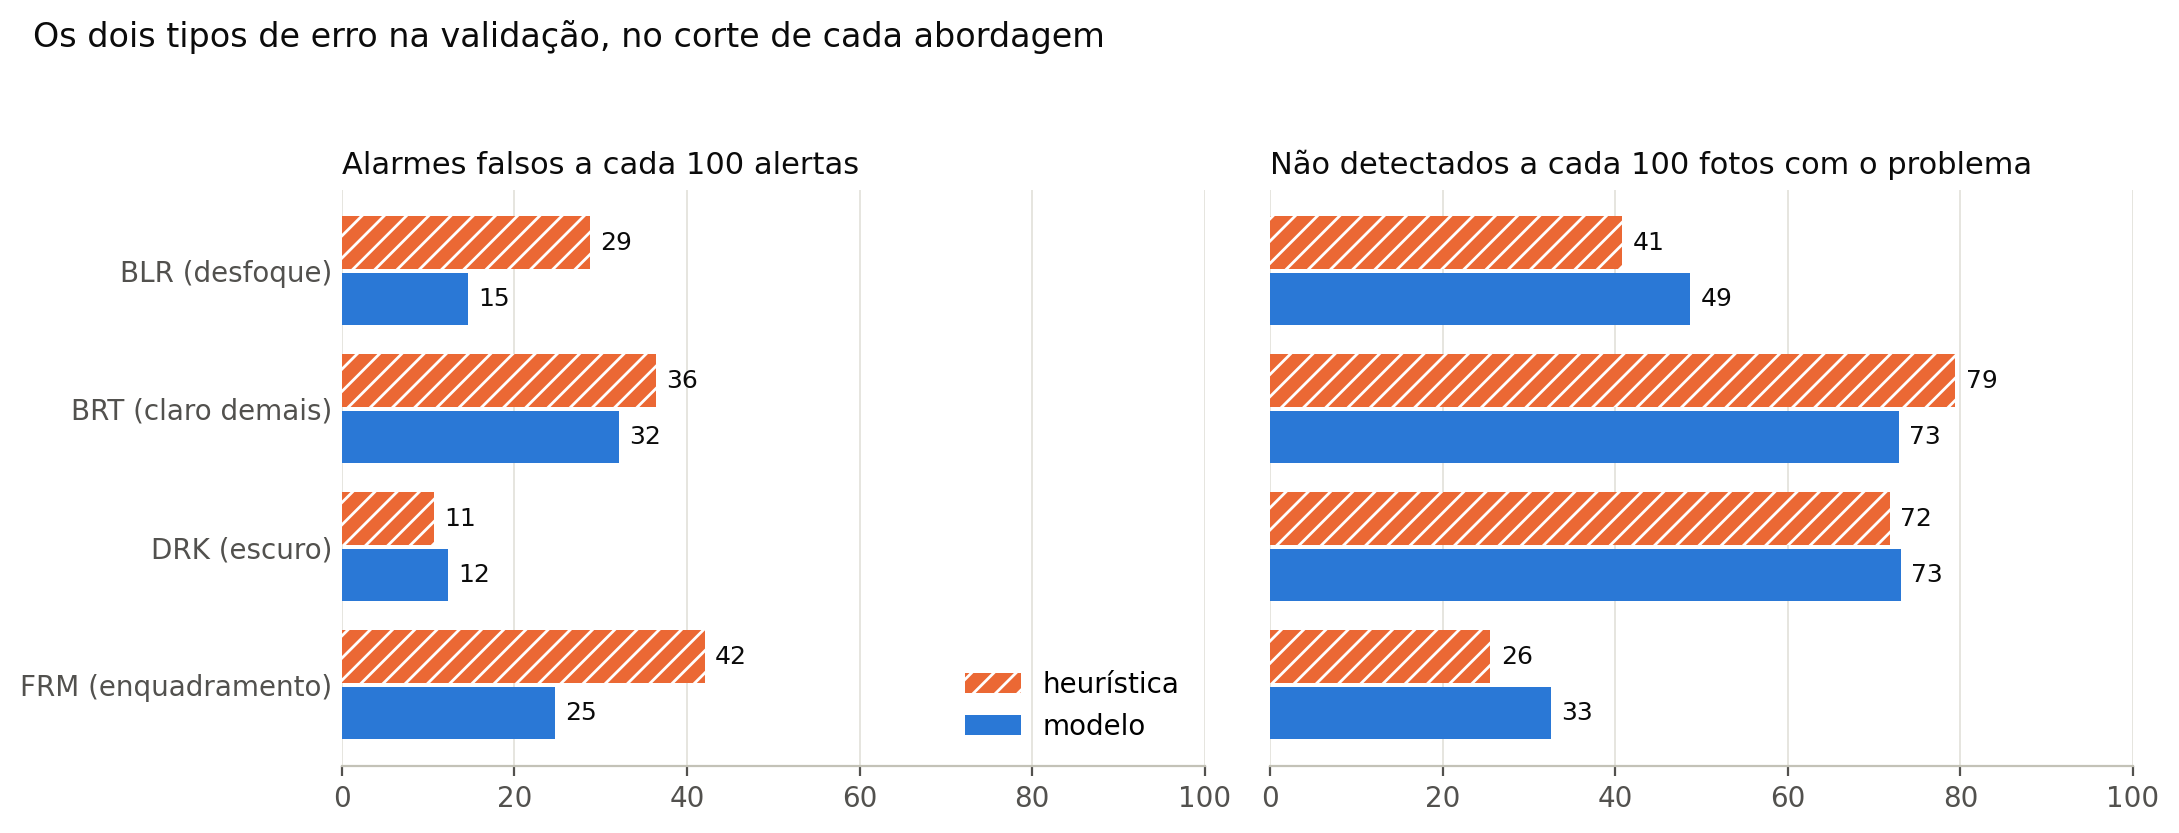 Os dois tipos de erro na validação, no corte de cada abordagem
Alarmes falsos a cada 100 alertas
BLR (desfoque)
29
15
BRT (claro demais)
36
32
DRK (escuro)
11
12
FRM (enquadramento)
42
25
heurística
modelo
0 20 40 60 80 100
Não detectados a cada 100 fotos com o problema
41
49
79
73
72
73
26
33
0 20 40 60 80 100